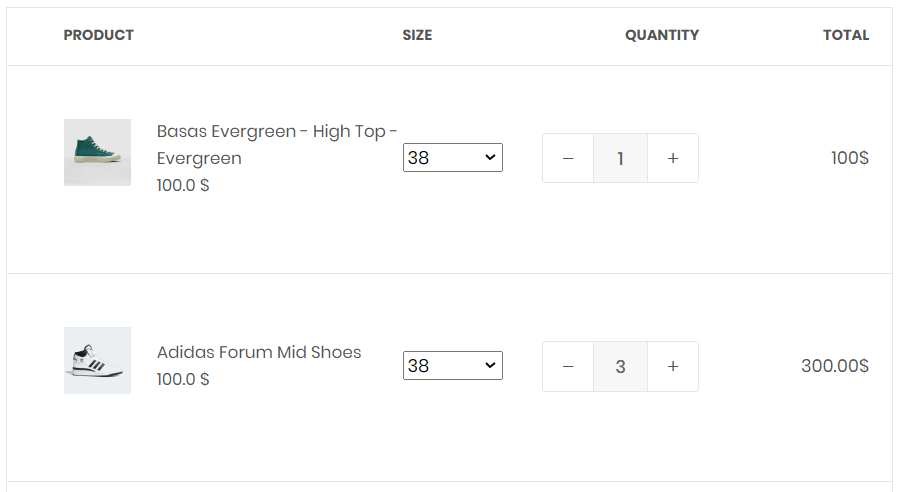 PRODUCT SIZE QUANTITY TOTAL
Basas Evergreen - High Top -
Evergreen
100.0 $
38
− 1 +
100$
Adidas Forum Mid Shoes
100.0 $
38
− 3 +
300.00$